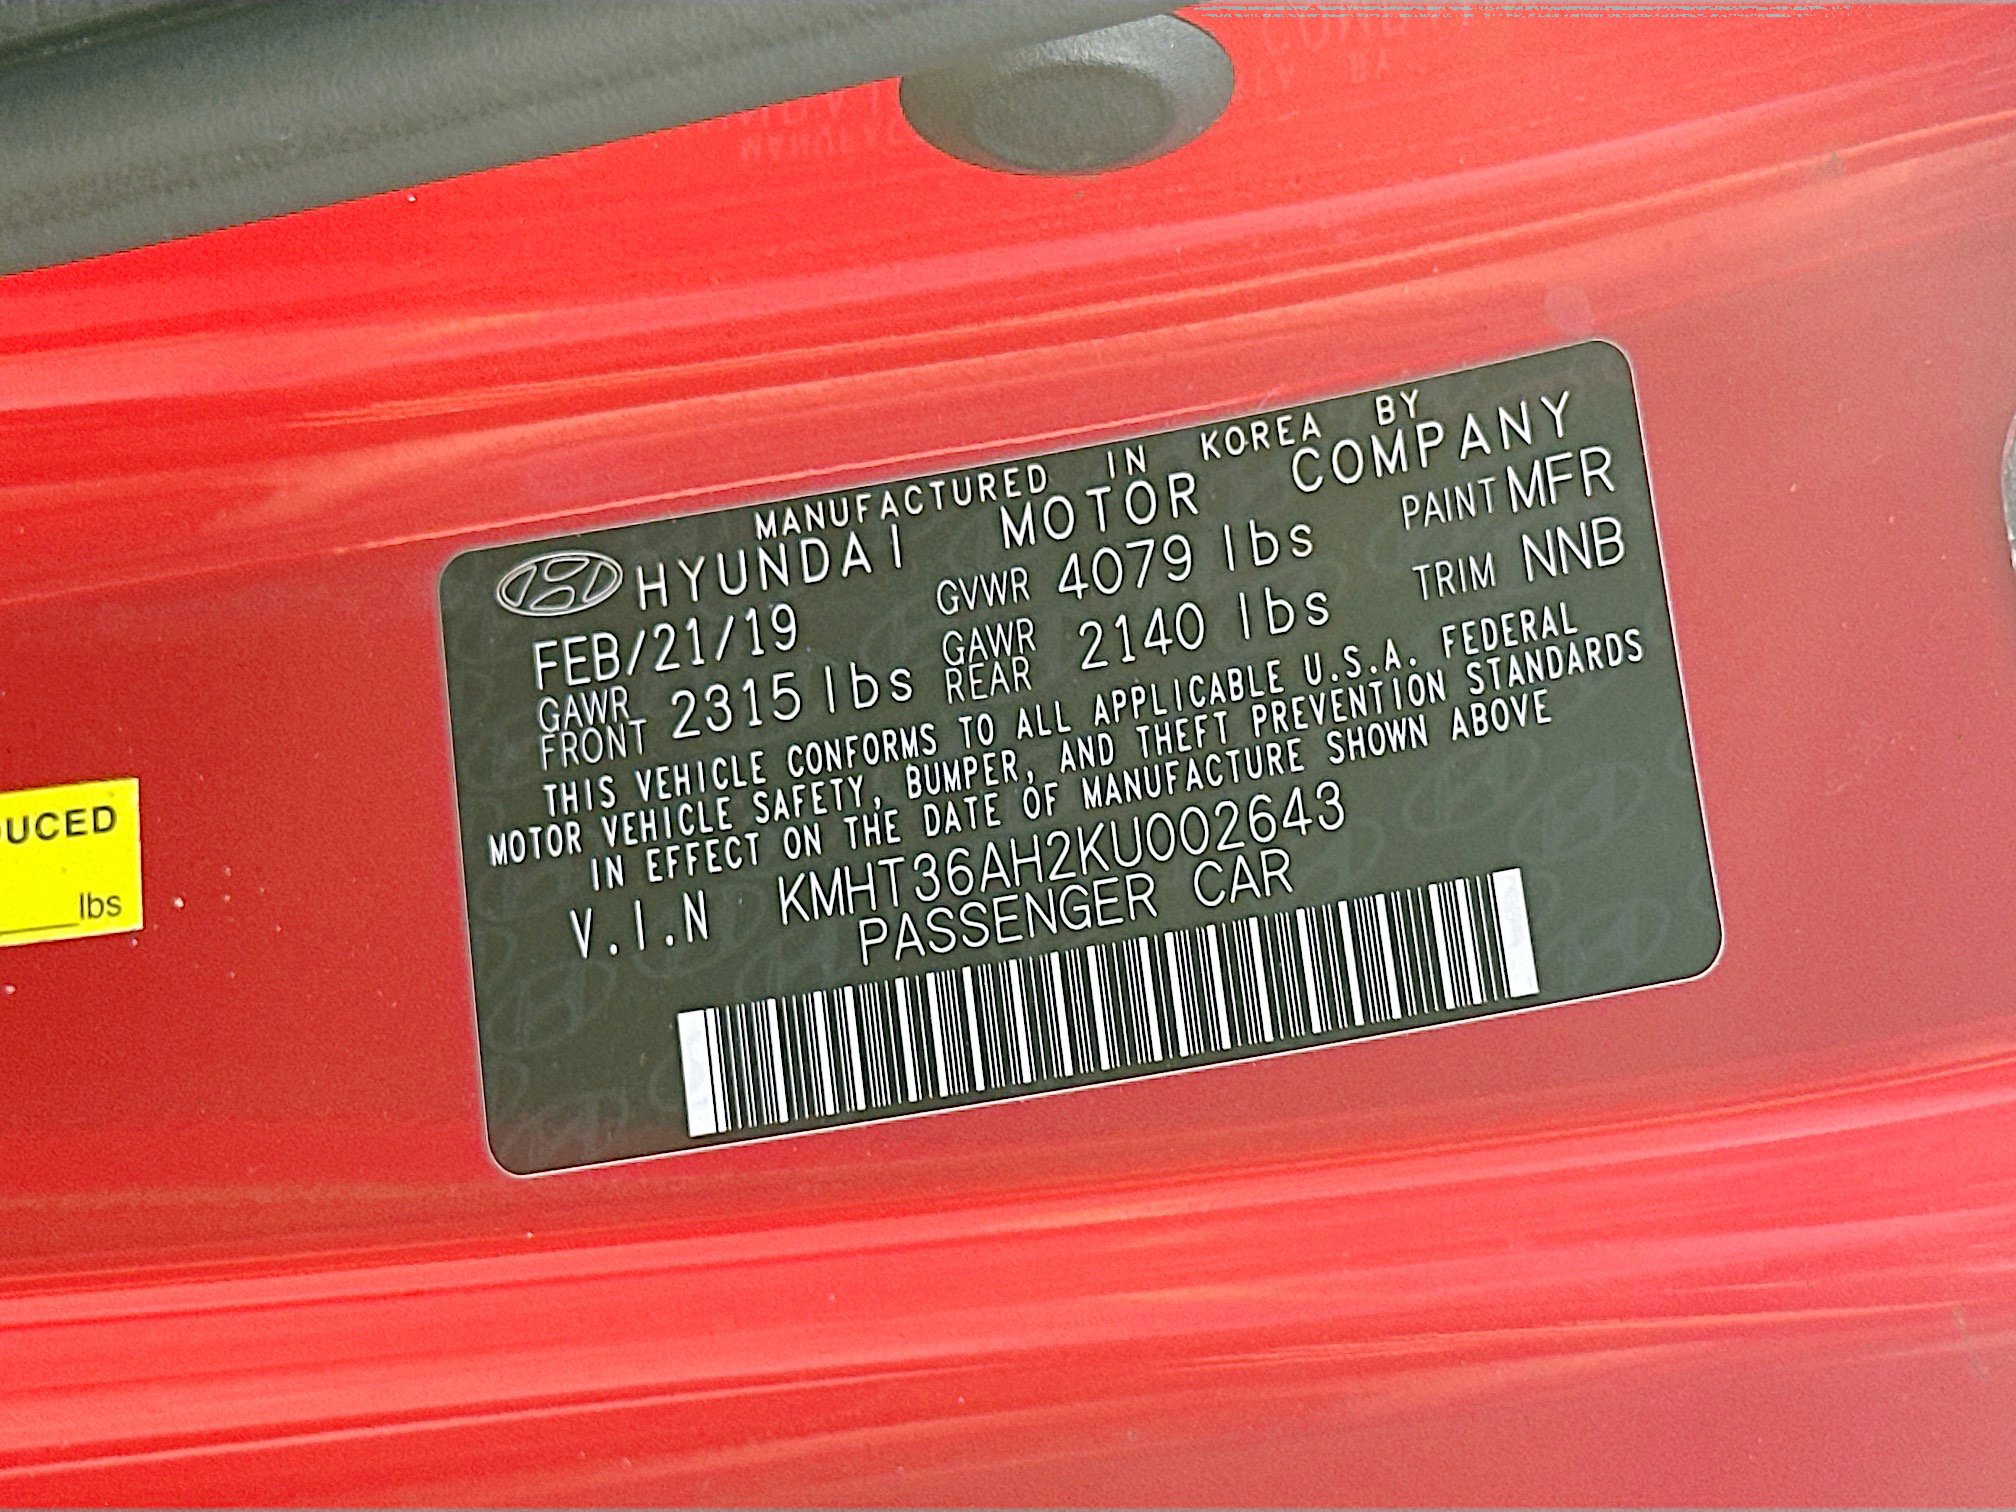 MANUFACTURED IN KOREA BY
HYUNDAI MOTOR COMPANY
FEB/21/19 GVWR 4079 lbs PAINT MFR
GAWR FRONT 2315 lbs GAWR REAR 2140 lbs TRIM NNB
THIS VEHICLE CONFORMS TO ALL APPLICABLE U.S.A. FEDERAL
MOTOR VEHICLE SAFETY, BUMPER, AND THEFT PREVENTION STANDARDS
IN EFFECT ON THE DATE OF MANUFACTURE SHOWN ABOVE
V.I.N KMHT36AH2KU002643
PASSENGER CAR
DUCED
lbs